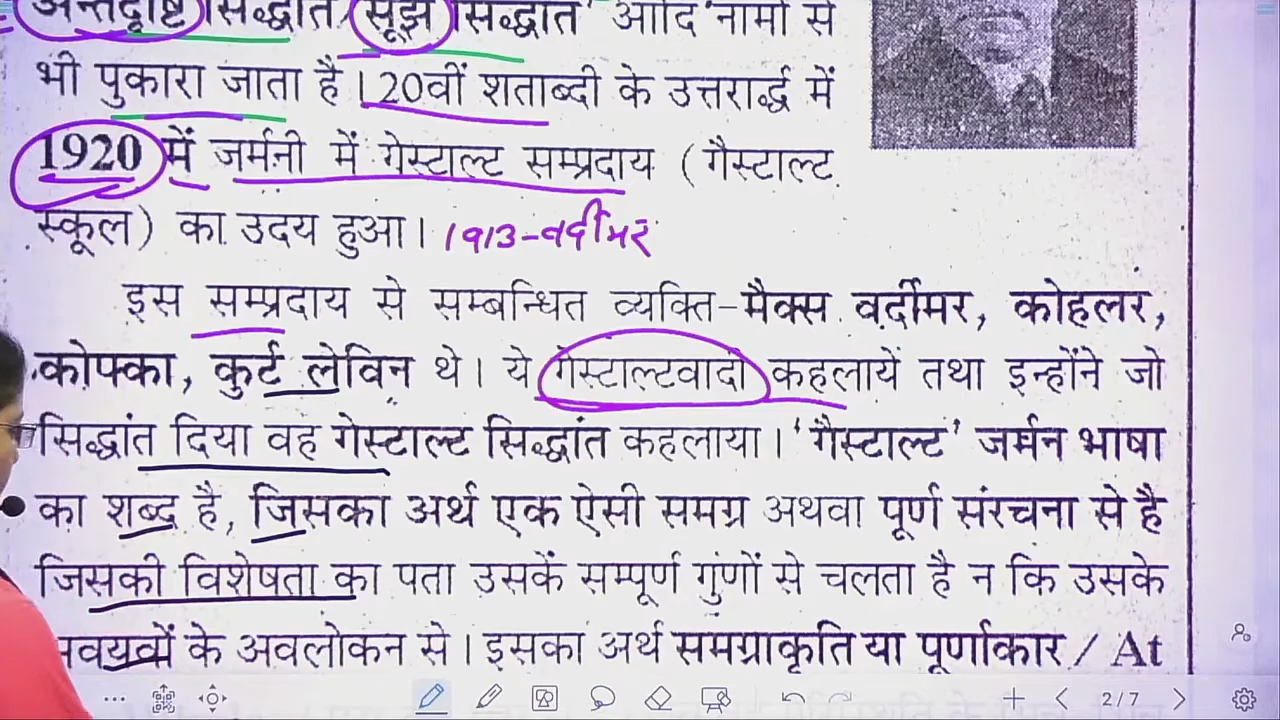 अन्तर्दृष्टि सिद्धांत, सूझ सिद्धांत' आदि नामों से
भी पुकारा जाता है। 20वीं शताब्दी के उत्तरार्द्ध में
1920 में जर्मनी में गेस्टाल्ट सम्प्रदाय (गैस्टाल्ट
स्कूल) का उदय हुआ। 1913-वर्दीमर
इस सम्प्रदाय से सम्बन्धित व्यक्ति-मैक्स वर्दीमर, कोहलर,
कोफ्का, कुर्ट लेविन थे। ये गेस्टाल्टवादी कहलायें तथा इन्होंने जो
सिद्धांत दिया वह गेस्टाल्ट सिद्धांत कहलाया। 'गैस्टाल्ट' जर्मन भाषा
का शब्द है, जिसका अर्थ एक ऐसी समग्र अथवा पूर्ण संरचना से है
जिसकी विशेषता का पता उसकें सम्पूर्ण गुंणों से चलता है न कि उसके
अवयवों के अवलोकन से। इसका अर्थ समग्राकृति या पूर्णाकार / At
2/7